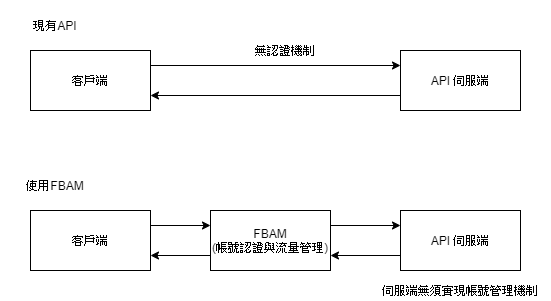 現有API
無認證機制
客戶端
API 伺服端
使用FBAM
客戶端
FBAM
(帳號認證與流量管理)
API 伺服端
伺服端無須實現帳號管理機制